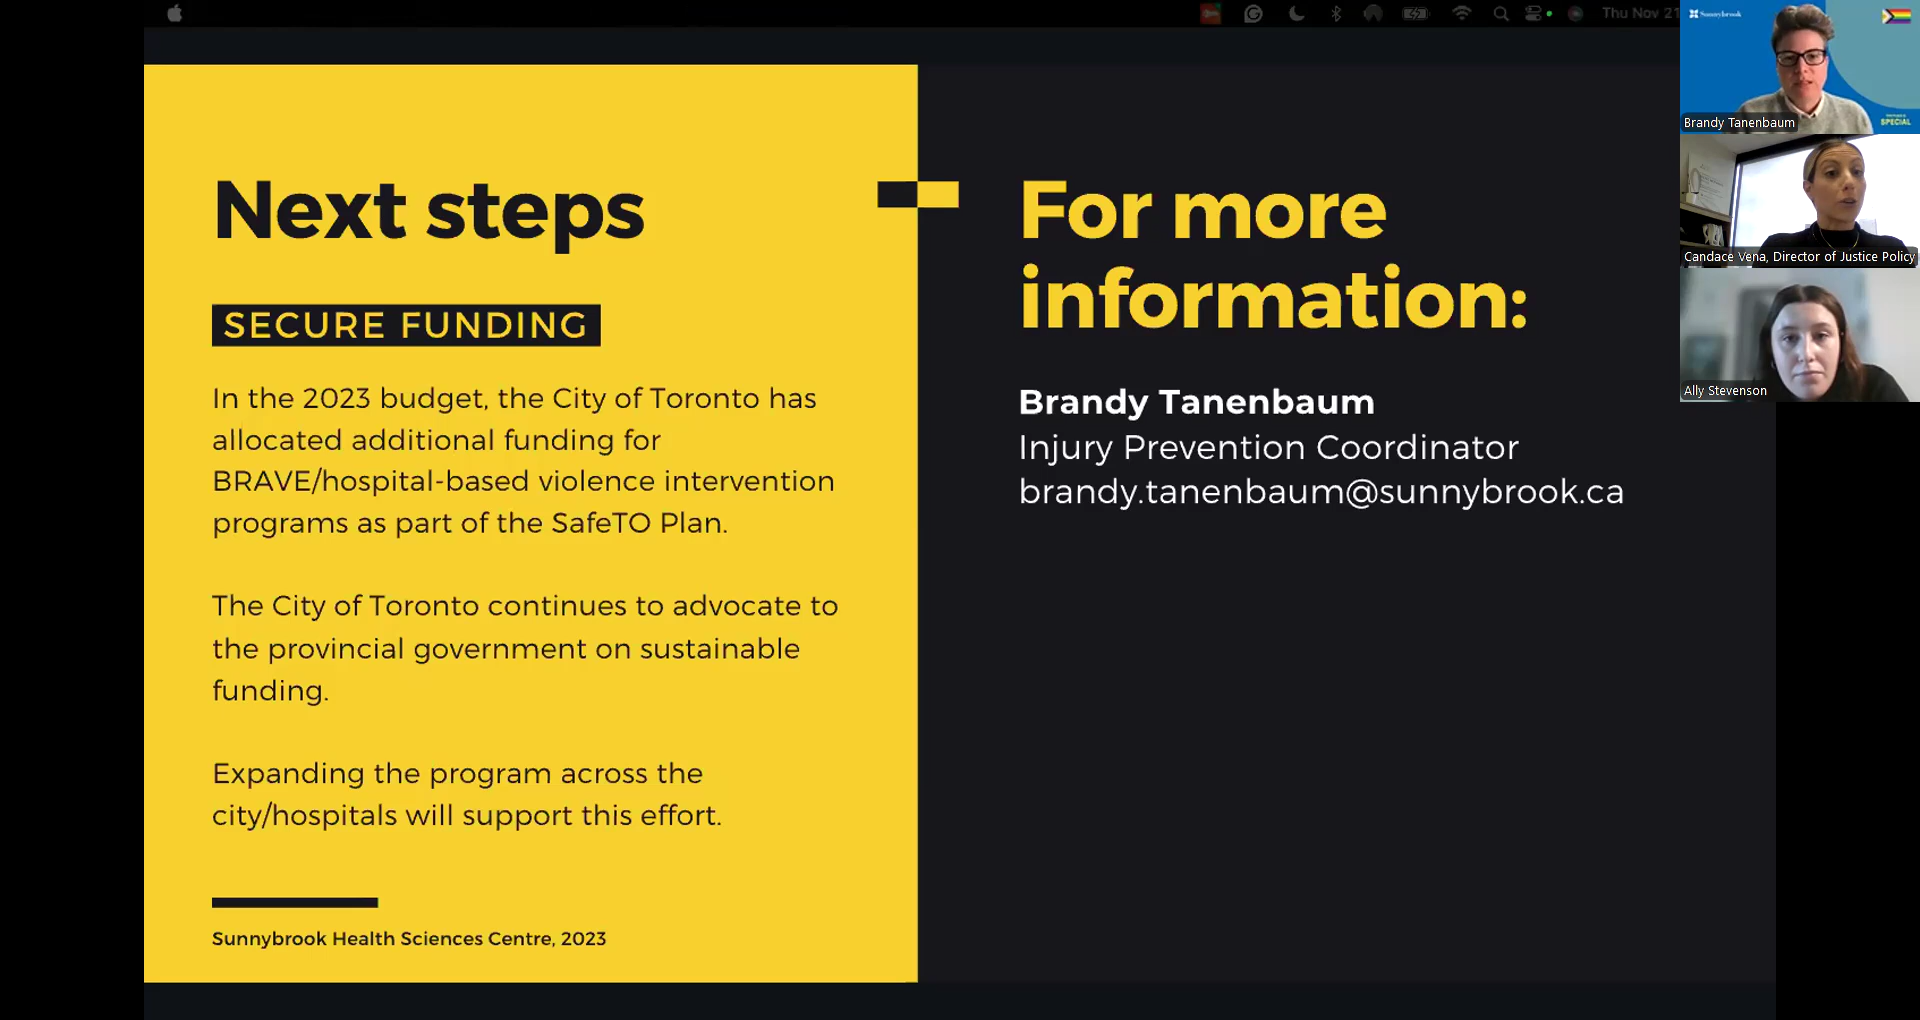 Thu Nov 21
Next steps
SECURE FUNDING
In the 2023 budget, the City of Toronto has
allocated additional funding for
BRAVE/hospital-based violence intervention
programs as part of the SafeTO Plan.
The City of Toronto continues to advocate to
the provincial government on sustainable
funding.
Expanding the program across the
city/hospitals will support this effort.
Sunnybrook Health Sciences Centre, 2023
For more
information:
Brandy Tanenbaum
Injury Prevention Coordinator
brandy.tanenbaum@sunnybrook.ca
Sunnybrook
SPECIAL
Brandy Tanenbaum
Candace Vena, Director of Justice Policy
Ally Stevenson